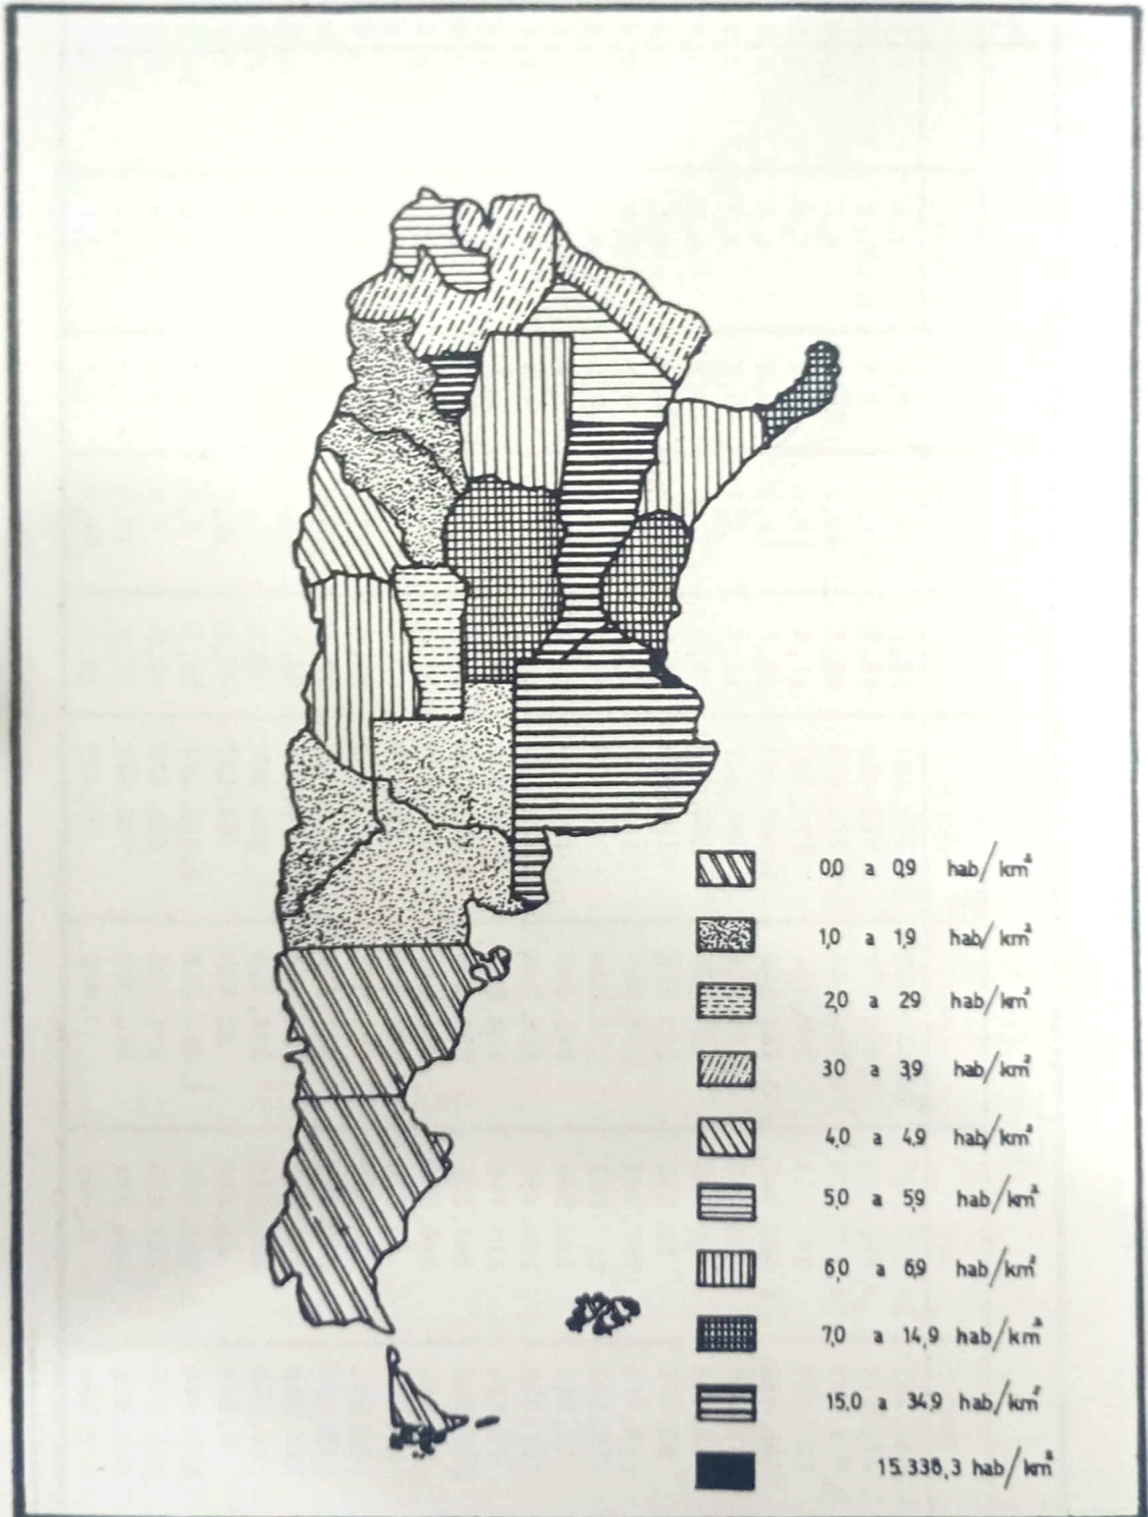 0,0 a 0,9 hab/km²
1,0 a 1,9 hab/km²
2,0 a 29 hab/km²
30 a 3,9 hab/km²
4,0 a 4,9 hab/km²
5,0 a 5,9 hab/km²
6,0 a 6,9 hab/km²
7,0 a 14,9 hab/km²
15,0 a 34,9 hab/km²
15.338,3 hab/km²